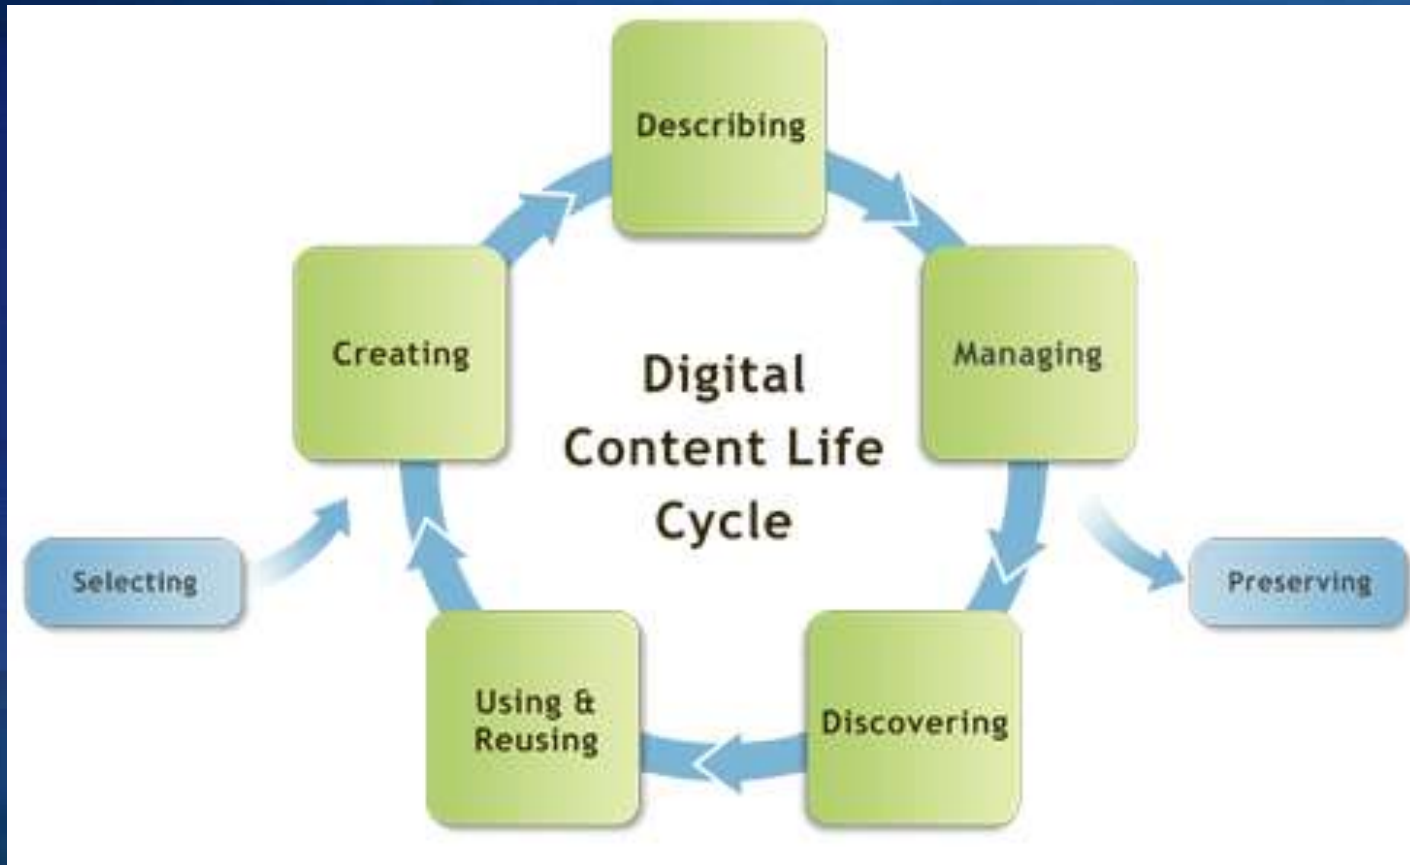 Describing
Creating
Managing
Digital
Content Life
Cycle
Selecting
Preserving
Using &
Reusing
Discovering